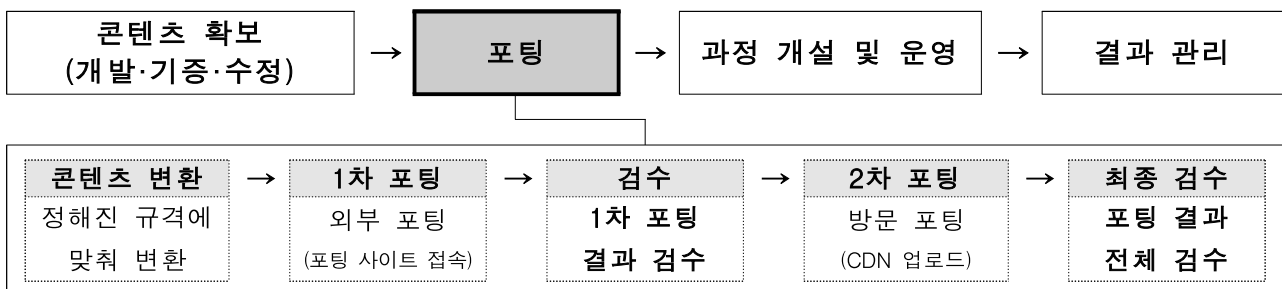 콘텐츠 확보
(개발·기증·수정)
→
포팅
→
과정 개설 및 운영
→
결과 관리
콘텐츠 변환
정해진 규격에
맞춰 변환
→
1차 포팅
외부 포팅
(포팅 사이트 접속)
→
검수
1차 포팅
결과 검수
→
2차 포팅
방문 포팅
(CDN 업로드)
→
최종 검수
포팅 결과
전체 검수